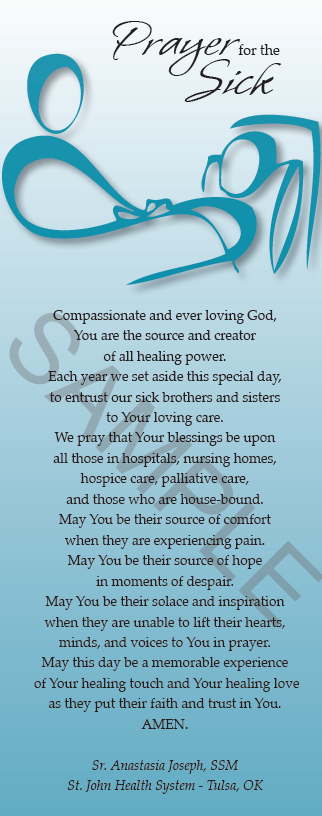 Prayer for the
Sick
Compassionate and ever loving God,
You are the source and creator
of all healing power.
Each year we set aside this special day,
to entrust our sick brothers and sisters
to Your loving care.
We pray that Your blessings be upon
all those in hospitals, nursing homes,
hospice care, palliative care,
and those who are house-bound.
May You be their source of comfort
when they are experiencing pain.
May You be their source of hope
in moments of despair.
May You be their solace and inspiration
when they are unable to lift their hearts,
minds, and voices to You in prayer.
May this day be a memorable experience
of Your healing touch and Your healing love
as they put their faith and trust in You.
AMEN.
Sr. Anastasia Joseph, SSM
St. John Health System - Tulsa, OK
SAMPLE